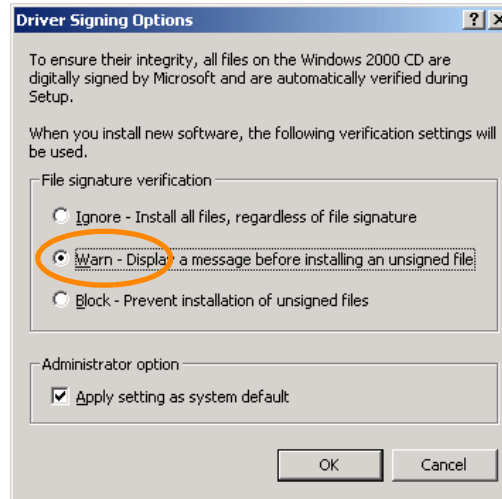 Driver Signing Options
To ensure their integrity, all files on the Windows 2000 CD are
digitally signed by Microsoft and are automatically verified during
Setup.
When you install new software, the following verification settings will
be used.
File signature verification
Ignore - Install all files, regardless of file signature
Warn - Display a message before installing an unsigned file
Block - Prevent installation of unsigned files
Administrator option
Apply setting as system default
OK Cancel